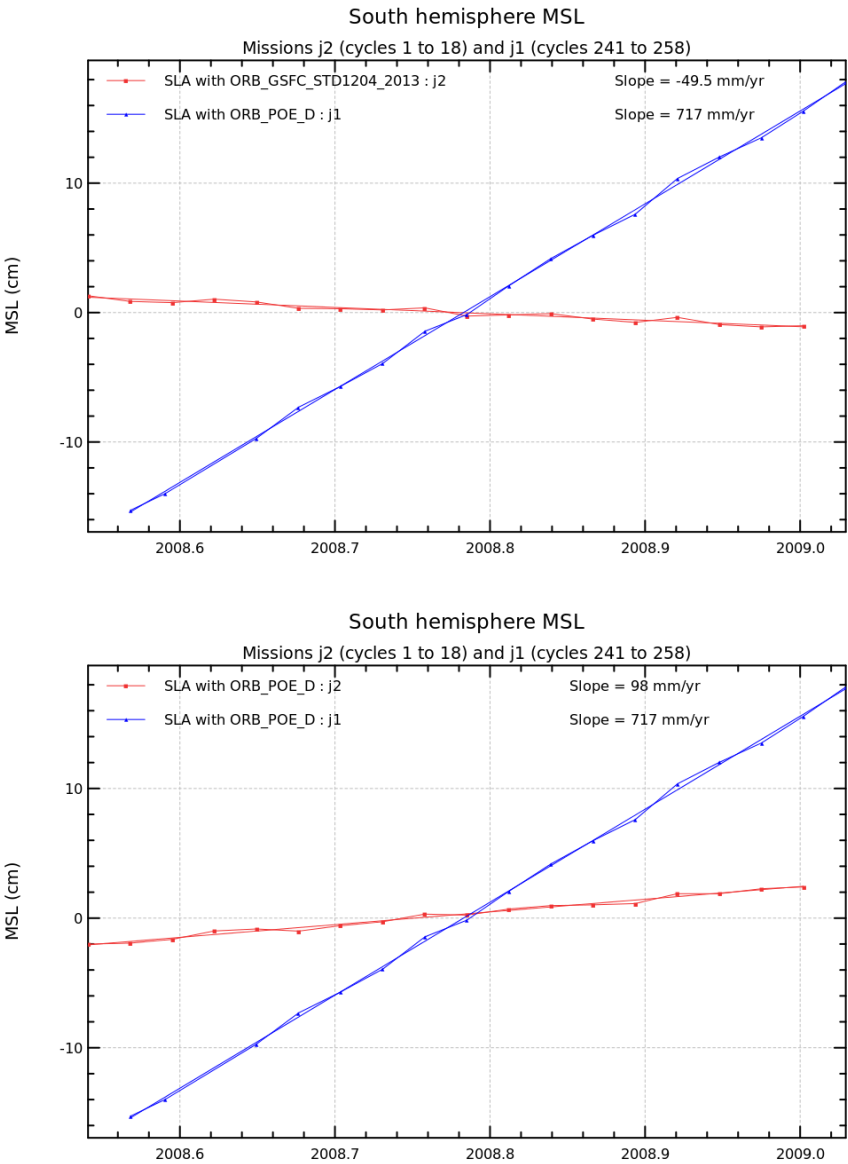 South hemisphere MSL
Missions j2 (cycles 1 to 18) and j1 (cycles 241 to 258)
SLA with ORB_GSFC_STD1204_2013 : j2 Slope = -49.5 mm/yr
SLA with ORB_POE_D : j1 Slope = 717 mm/yr
10
0
-10
MSL (cm)
2008.6 2008.7 2008.8 2008.9 2009.0
South hemisphere MSL
Missions j2 (cycles 1 to 18) and j1 (cycles 241 to 258)
SLA with ORB_POE_D : j2 Slope = 98 mm/yr
SLA with ORB_POE_D : j1 Slope = 717 mm/yr
10
0
-10
MSL (cm)
2008.6 2008.7 2008.8 2008.9 2009.0